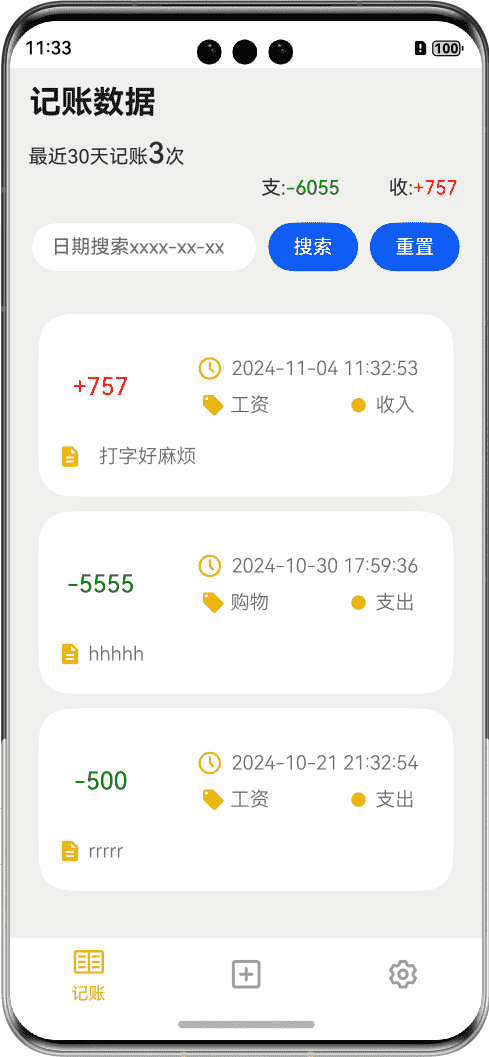 11:33 100
记账数据
最近30天记账3次
支:-6055 收:+757
日期搜索xxxx-xx-xx 搜索 重置
+757 2024-11-04 11:32:53
工资 收入
打字好麻烦
-5555 2024-10-30 17:59:36
购物 支出
hhhhh
-500 2024-10-21 21:32:54
工资 支出
rrrrr
记账